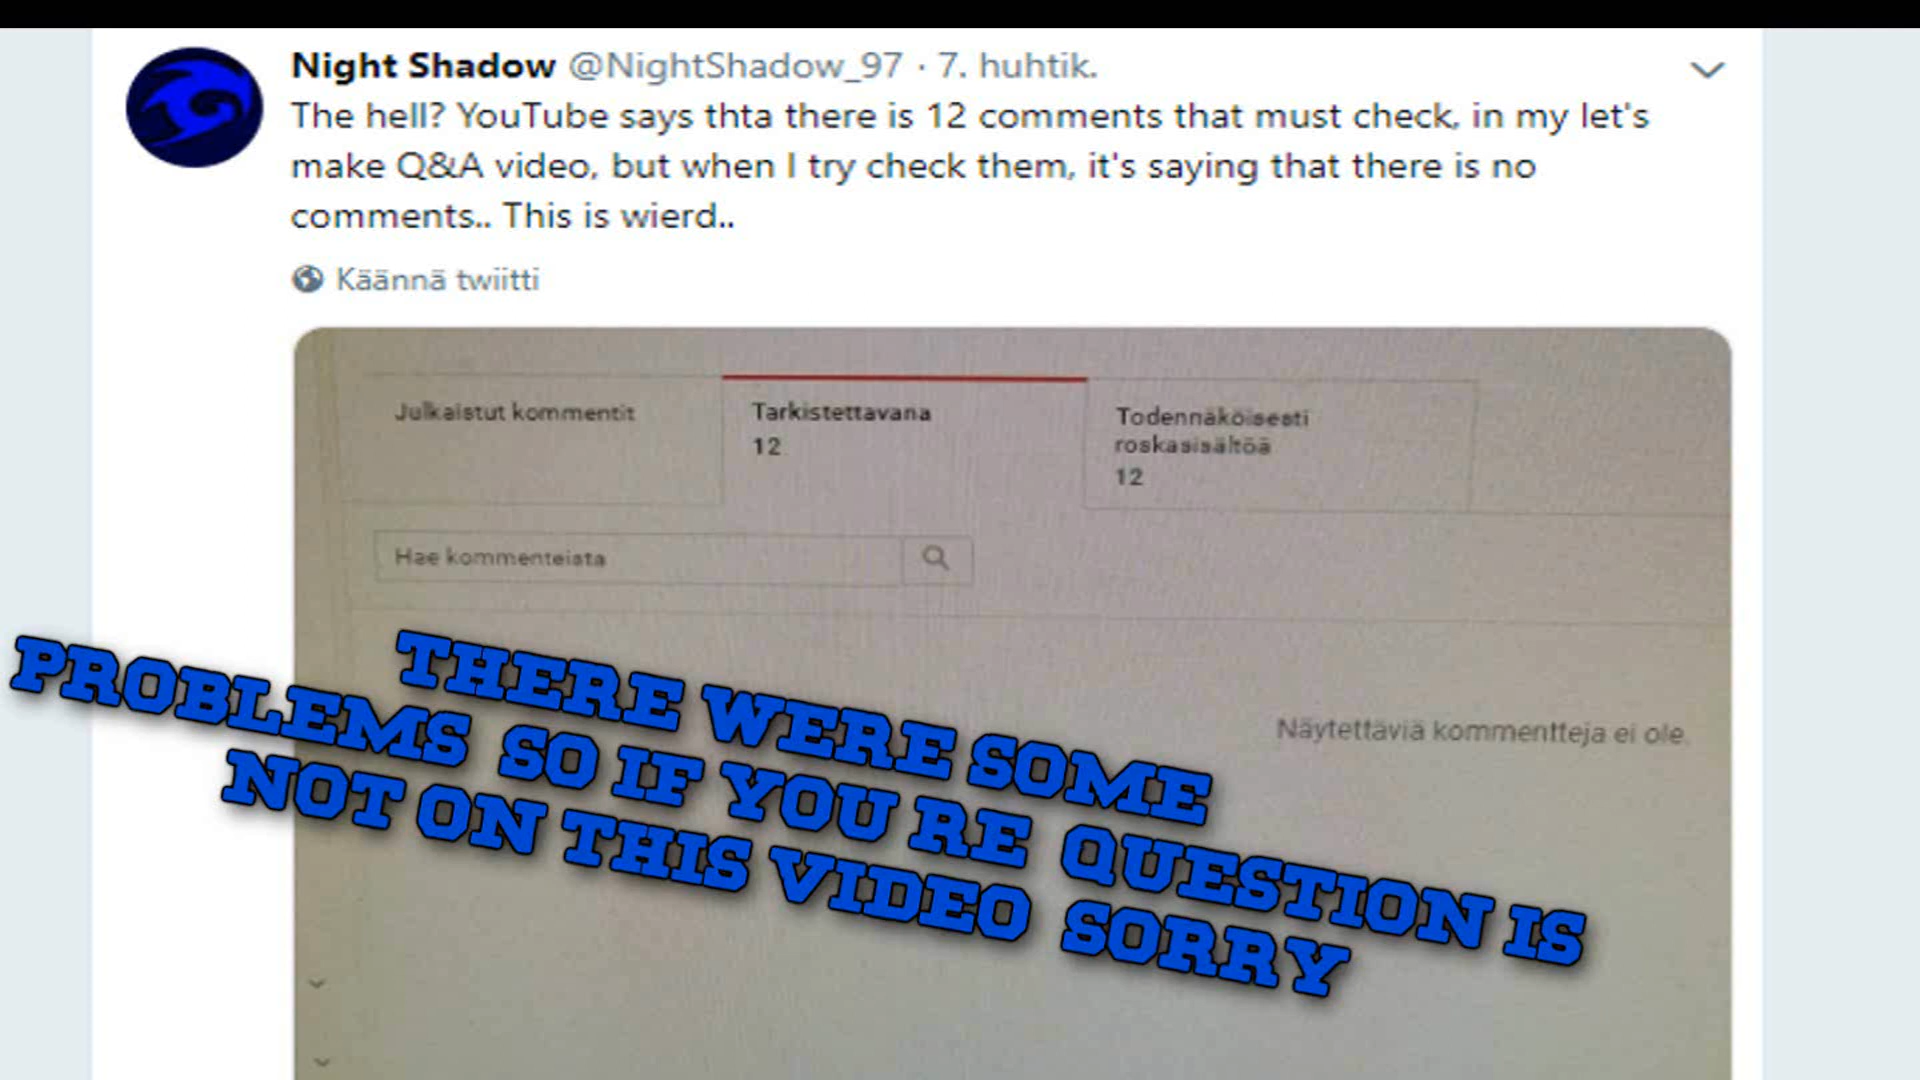 Night Shadow @NightShadow_97 · 7. huhtik.
The hell? YouTube says thta there is 12 comments that must check, in my let's
make Q&A video, but when I try check them, it's saying that there is no
comments.. This is wierd..
Käännä twiitti
Julkaistut kommentit
Tarkistettavana
12
Todennäköisesti
roskasisältöä
12
Hae kommenteista
Näytettäviä kommentteja ei ole.
THERE WERE SOME
PROBLEMS SO IF YOU RE QUESTION IS
NOT ON THIS VIDEO SORRY